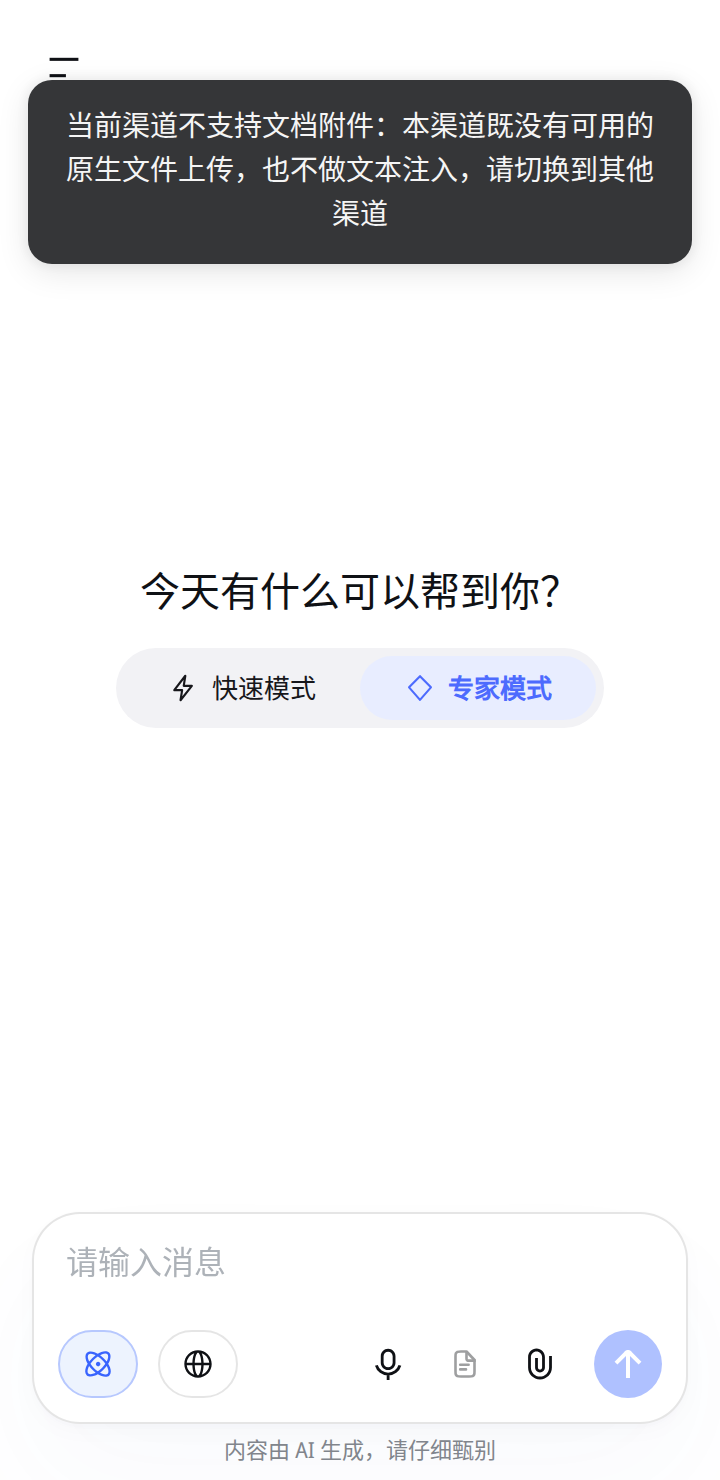 当前渠道不支持文档附件：本渠道既没有可用的
原生文件上传，也不做文本注入，请切换到其他
渠道
今天有什么可以帮到你？
快速模式
专家模式
请输入消息
内容由 AI 生成，请仔细甄别